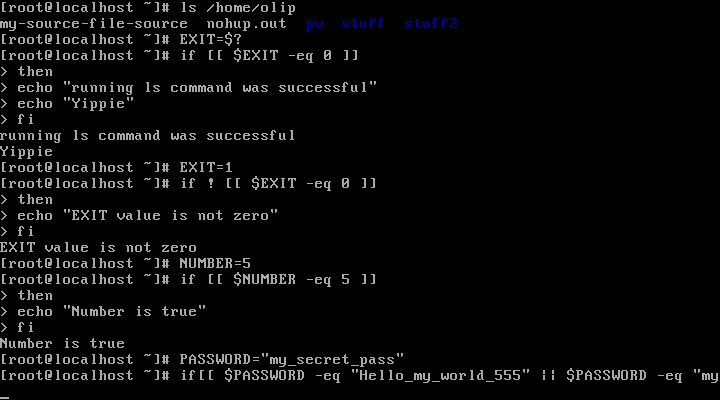 [root@localhost ~]# ls /home/olip
my-source-file-source  nohup.out  pv  stuff  stuff2
[root@localhost ~]# EXIT=$?
[root@localhost ~]# if [[ $EXIT -eq 0 ]]
> then
> echo "running ls command was successful"
> echo "Yippie"
> fi
running ls command was successful
Yippie
[root@localhost ~]# EXIT=1
[root@localhost ~]# if ! [[ $EXIT -eq 0 ]]
> then
> echo "EXIT value is not zero"
> fi
EXIT value is not zero
[root@localhost ~]# NUMBER=5
[root@localhost ~]# if [[ $NUMBER -eq 5 ]]
> then
> echo "Number is true"
> fi
Number is true
[root@localhost ~]# PASSWORD="my_secret_pass"
[root@localhost ~]# if[[ $PASSWORD -eq "Hello_my_world_555" || $PASSWORD -eq "my